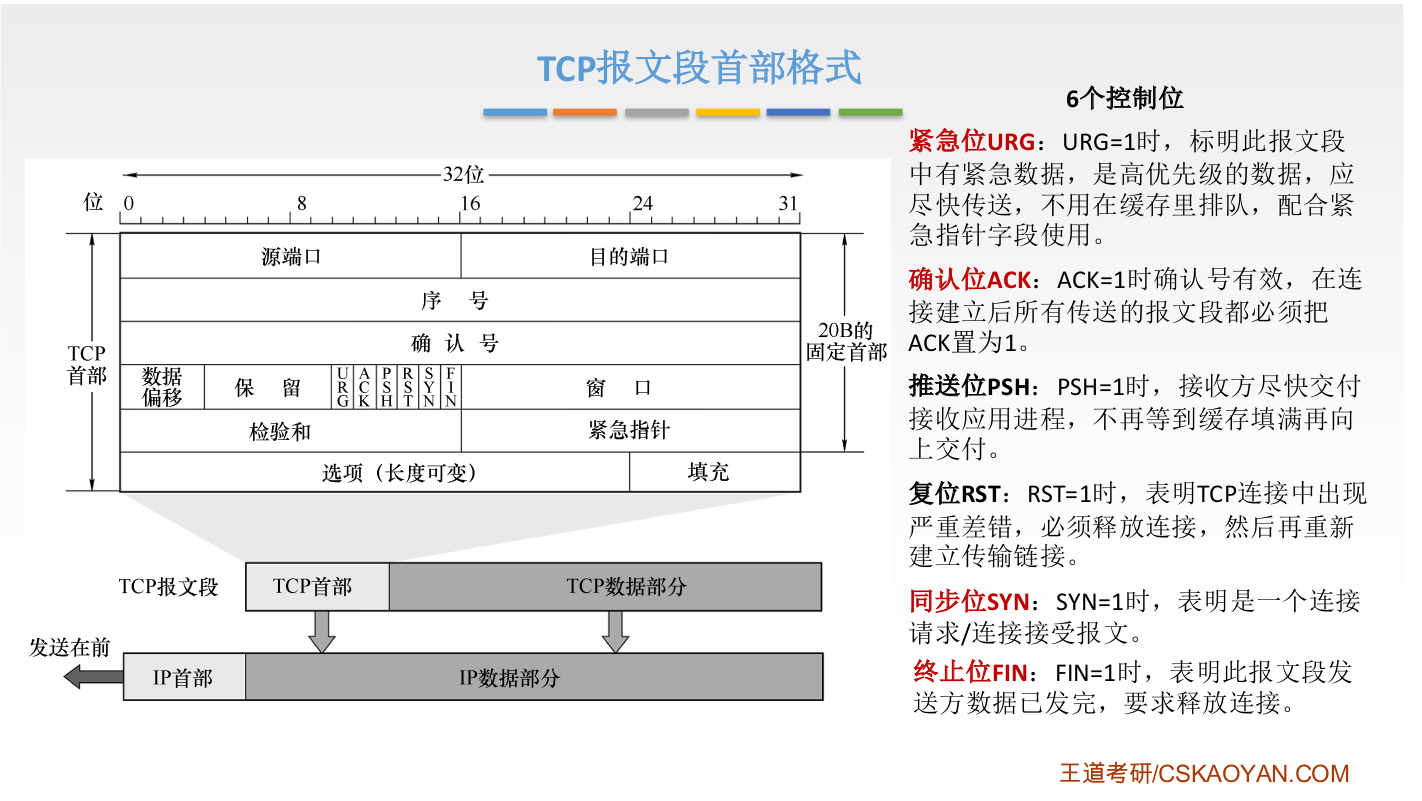 TCP报文段首部格式
32位
位 0 8 16 24 31
TCP首部
源端口 目的端口
序 号
确 认 号
数据偏移 保 留 URG ACK PSH RST SYN FIN 窗 口
检验和 紧急指针
选项（长度可变） 填充
20B的
固定首部
TCP报文段 TCP首部 TCP数据部分
发送在前
IP首部 IP数据部分
6个控制位
紧急位URG：URG=1时，标明此报文段
中有紧急数据，是高优先级的数据，应
尽快传送，不用在缓存里排队，配合紧
急指针字段使用。
确认位ACK：ACK=1时确认号有效，在连
接建立后所有传送的报文段都必须把
ACK置为1。
推送位PSH：PSH=1时，接收方尽快交付
接收应用进程，不再等到缓存填满再向
上交付。
复位RST：RST=1时，表明TCP连接中出现
严重差错，必须释放连接，然后再重新
建立传输链接。
同步位SYN：SYN=1时，表明是一个连接
请求/连接接受报文。
终止位FIN：FIN=1时，表明此报文段发
送方数据已发完，要求释放连接。
王道考研/CSKAOYAN.COM